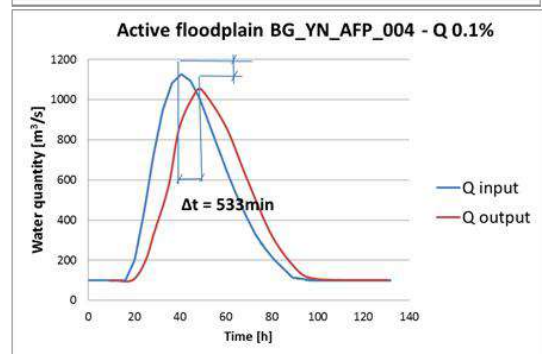 Active floodplain BG_YN_AFP_004 - Q 0.1%
Water quantity [m³/s]
1200
1000
800
600
400
200
0
Δt = 533min
Q input
Q output
0 20 40 60 80 100 120 140
Time [h]